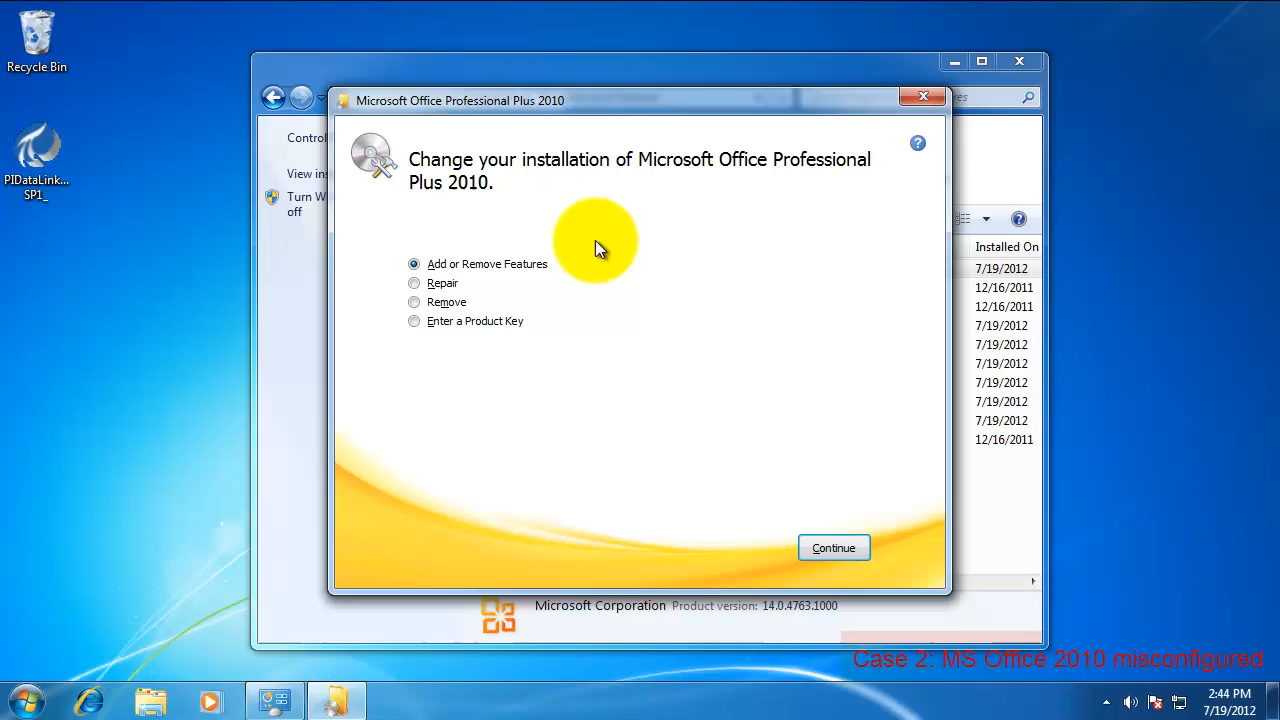 Recycle Bin
PIDataLink...
SP1_
Microsoft Office Professional Plus 2010
Control
View in
Turn W
off
es
Change your installation of Microsoft Office Professional
Plus 2010.
Add or Remove Features
Repair
Remove
Enter a Product Key
Continue
Installed On
7/19/2012
12/16/2011
12/16/2011
7/19/2012
7/19/2012
7/19/2012
7/19/2012
7/19/2012
7/19/2012
12/16/2011
Microsoft Corporation Product version: 14.0.4763.1000
Case 2: MS Office 2010 misconfigured
2:44 PM
7/19/2012